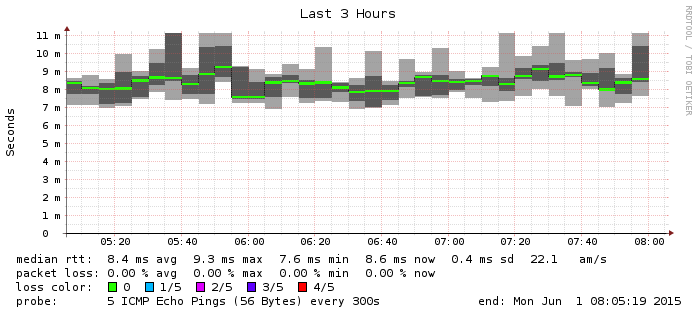 Last 3 Hours
RRDTOOL / TOBI OETIKER
Seconds
11 m
10 m
9 m
8 m
7 m
6 m
5 m
4 m
3 m
2 m
1 m
0
05:20 05:40 06:00 06:20 06:40 07:00 07:20 07:40 08:00
median rtt: 8.4 ms avg 9.3 ms max 7.6 ms min 8.6 ms now 0.4 ms sd 22.1 am/s
packet loss: 0.00 % avg 0.00 % max 0.00 % min 0.00 % now
loss color: 0 1/5 2/5 3/5 4/5
probe: 5 ICMP Echo Pings (56 Bytes) every 300s end: Mon Jun 1 08:05:19 2015